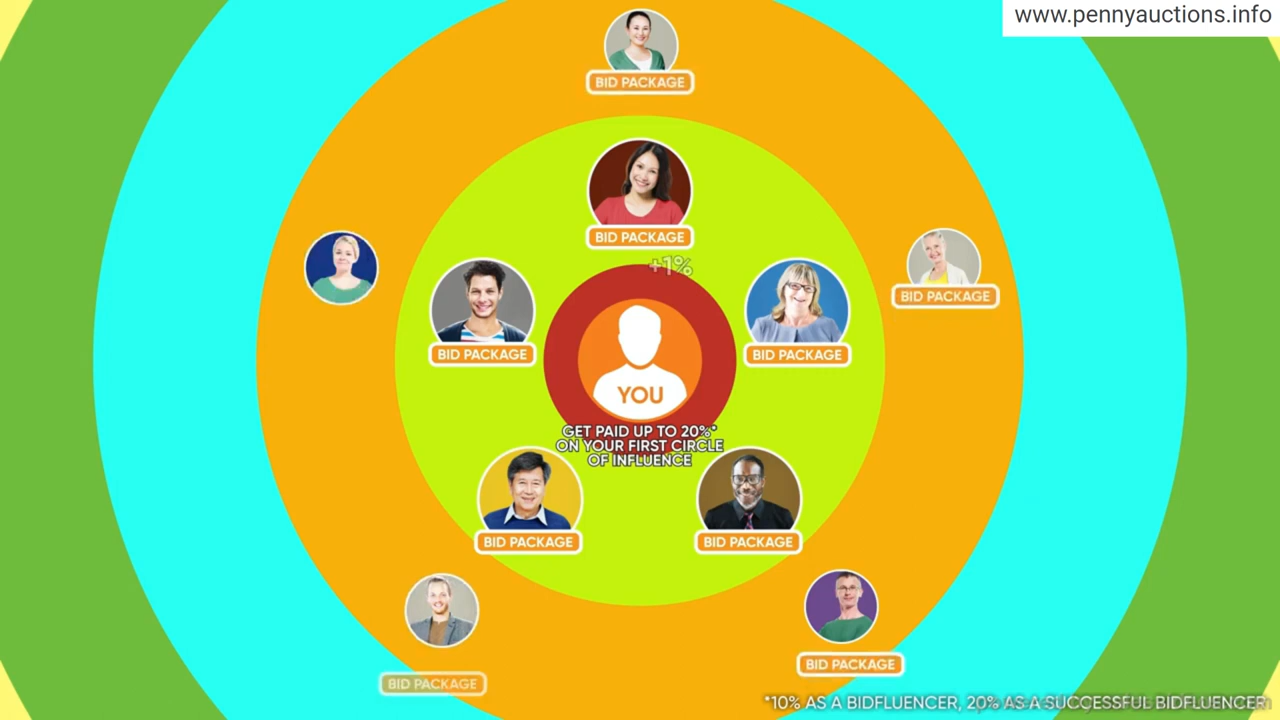 www.pennyauctions.info
BID PACKAGE
BID PACKAGE
+1%
BID PACKAGE
BID PACKAGE
BID PACKAGE
YOU
GET PAID UP TO 20%*
ON YOUR FIRST CIRCLE
OF INFLUENCE
BID PACKAGE
BID PACKAGE
BID PACKAGE
BID PACKAGE
*10% AS A BIDFLUENCER, 20% AS A SUCCESSFUL BIDFLUENCER